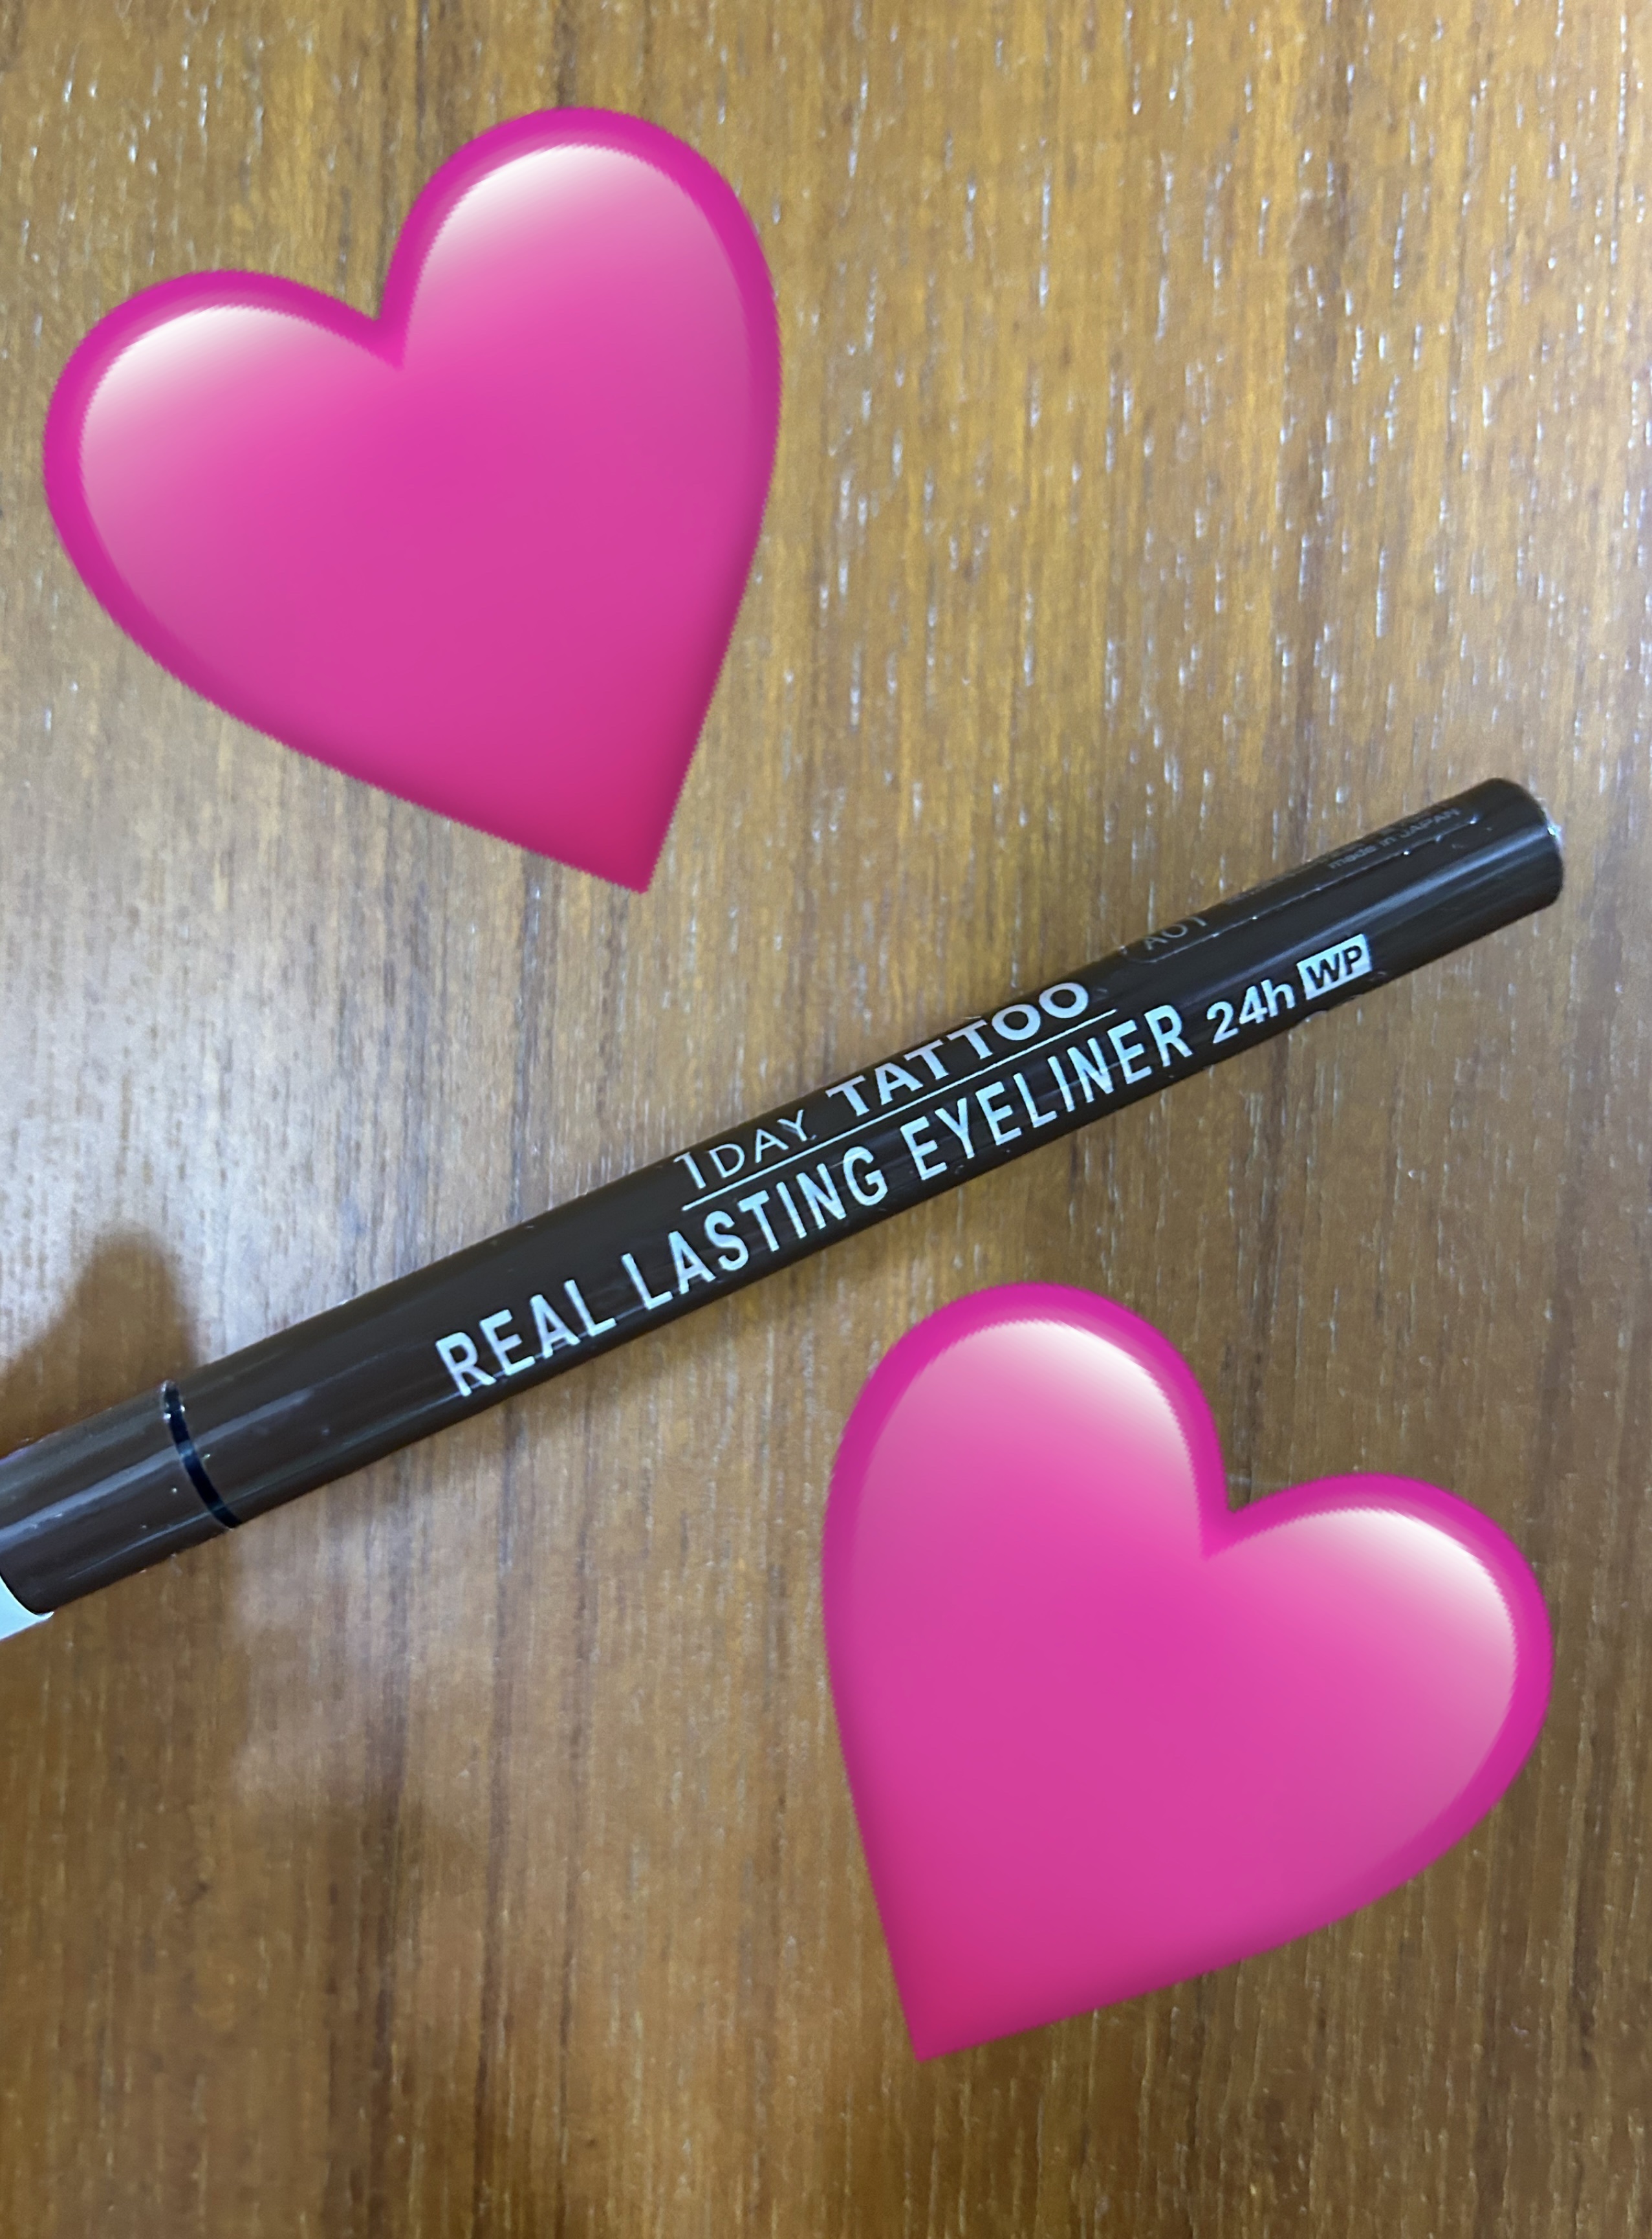 1DAY TATTOO
REAL LASTING EYELINER 24h WP
made in JAPAN